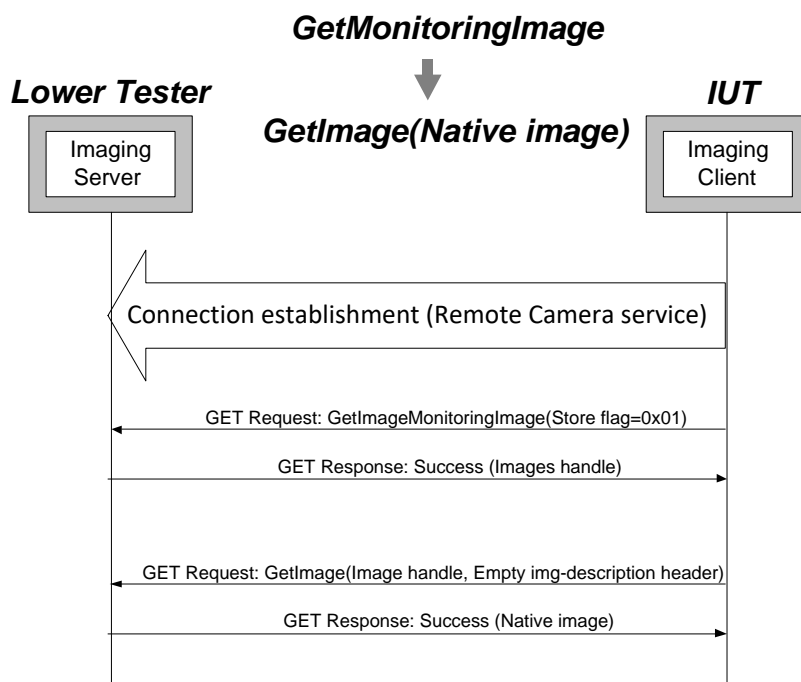 GetMonitoringImage
Lower Tester
IUT
GetImage(Native image)
Imaging
Server
Imaging
Client
Connection establishment (Remote Camera service)
GET Request: GetImageMonitoringImage(Store flag=0x01)
GET Response: Success (Images handle)
GET Request: GetImage(Image handle, Empty img-description header)
GET Response: Success (Native image)